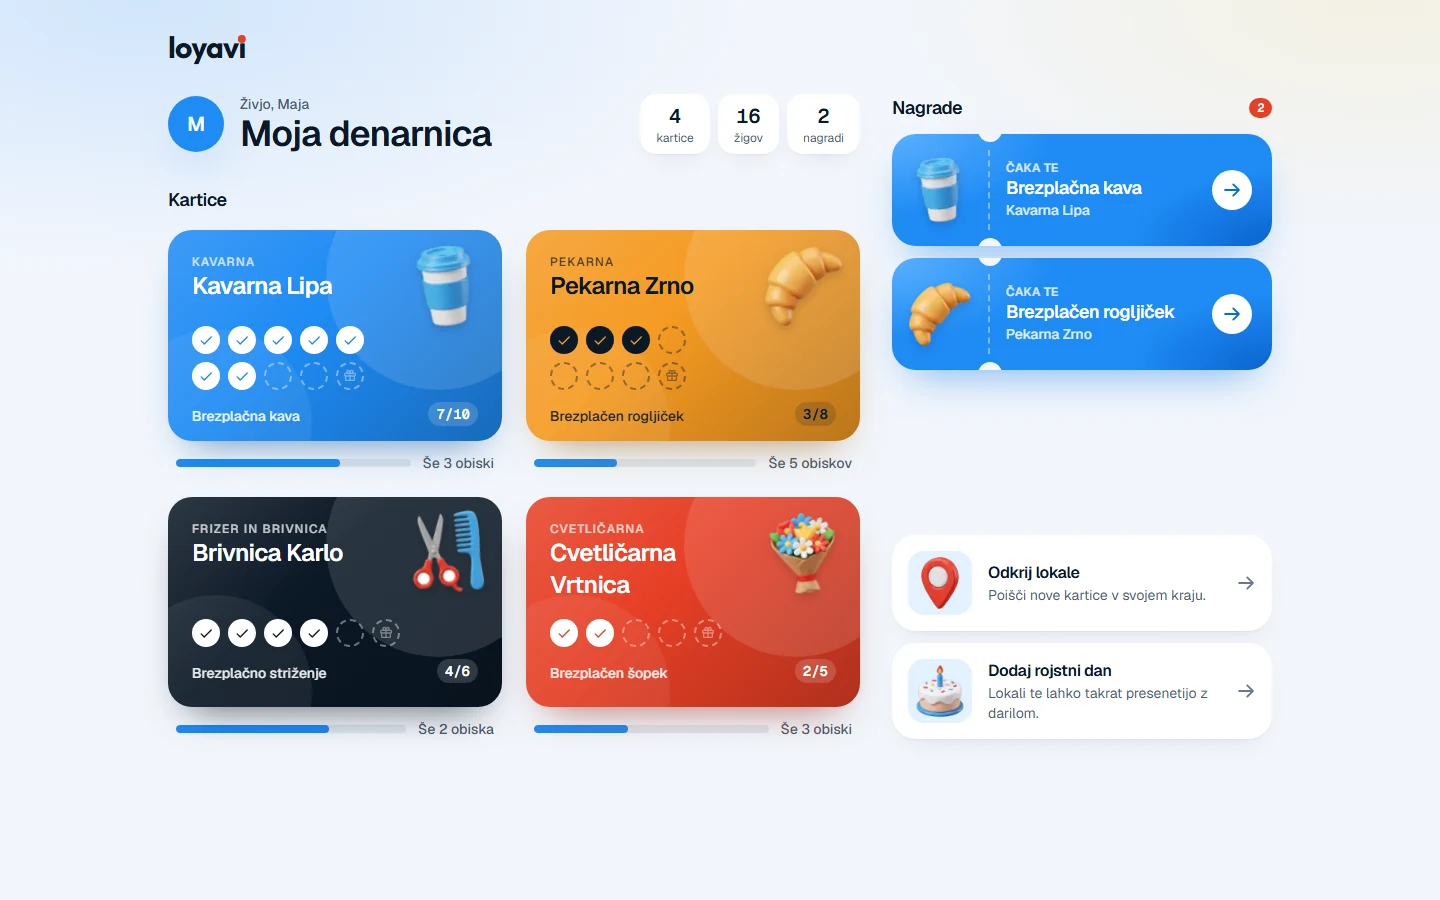 loyavi
M
Živjo, Maja
Moja denarnica
4
kartice
16
žigov
2
nagradi
Kartice
KAVARNA
Kavarna Lipa
Brezplačna kava
7/10
Še 3 obiski
PEKARNA
Pekarna Zrno
Brezplačen rogljiček
3/8
Še 5 obiskov
FRIZER IN BRIVNICA
Brivnica Karlo
Brezplačno striženje
4/6
Še 2 obiska
CVETLIČARNA
Cvetličarna
Vrtnica
Brezplačen šopek
2/5
Še 3 obiski
Nagrade
2
ČAKA TE
Brezplačna kava
Kavarna Lipa
ČAKA TE
Brezplačen rogljiček
Pekarna Zrno
Odkrij lokale
Poišči nove kartice v svojem kraju.
Dodaj rojstni dan
Lokali te lahko takrat presenetijo z
darilom.